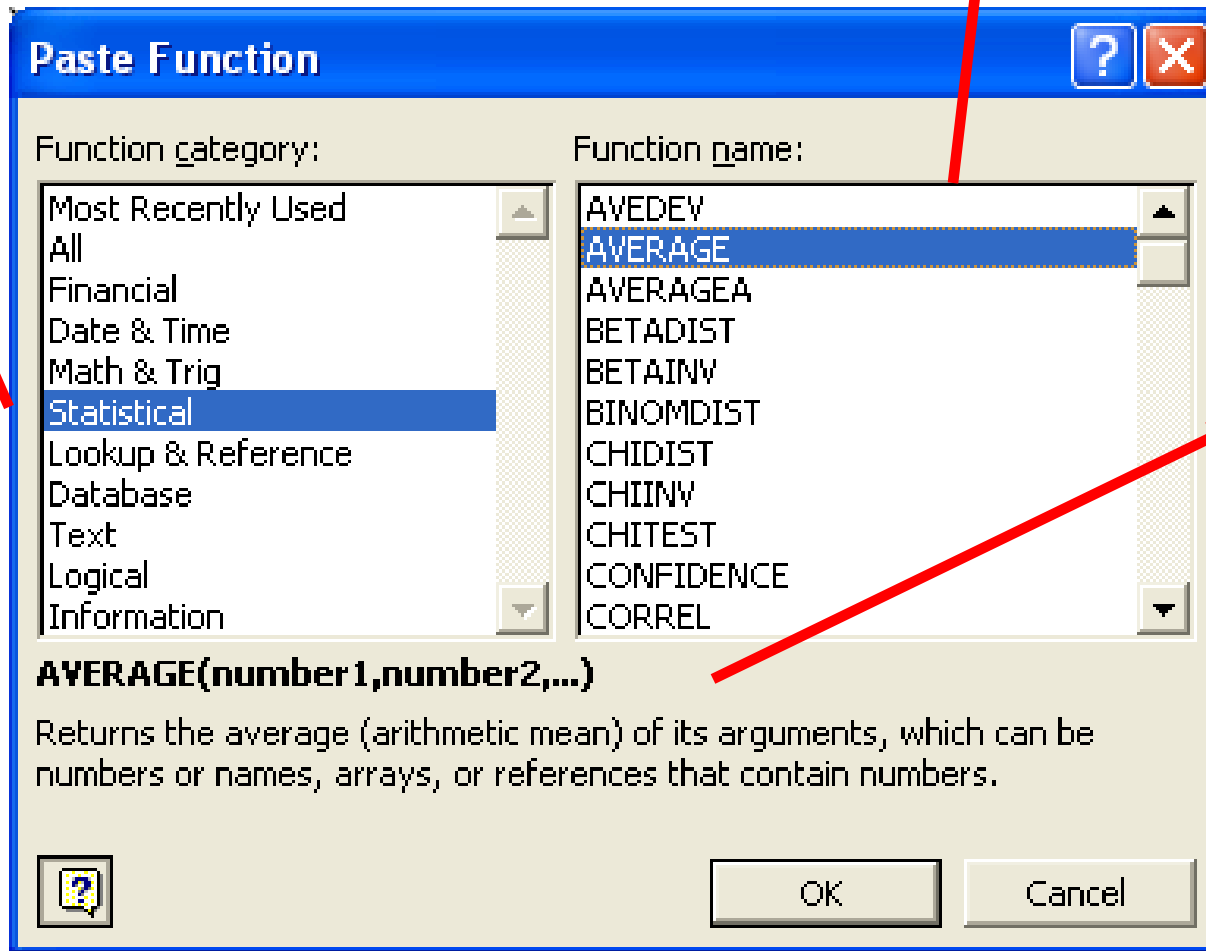 Paste Function
?
Function category:
Most Recently Used
All
Financial
Date & Time
Math & Trig
Statistical
Lookup & Reference
Database
Text
Logical
Information
Function name:
AVEDEV
AVERAGE
AVERAGEA
BETADIST
BETAINV
BINOMDIST
CHIDIST
CHIINV
CHITEST
CONFIDENCE
CORREL
AVERAGE(number1,number2,...)
Returns the average (arithmetic mean) of its arguments, which can be
numbers or names, arrays, or references that contain numbers.
?
OK
Cancel